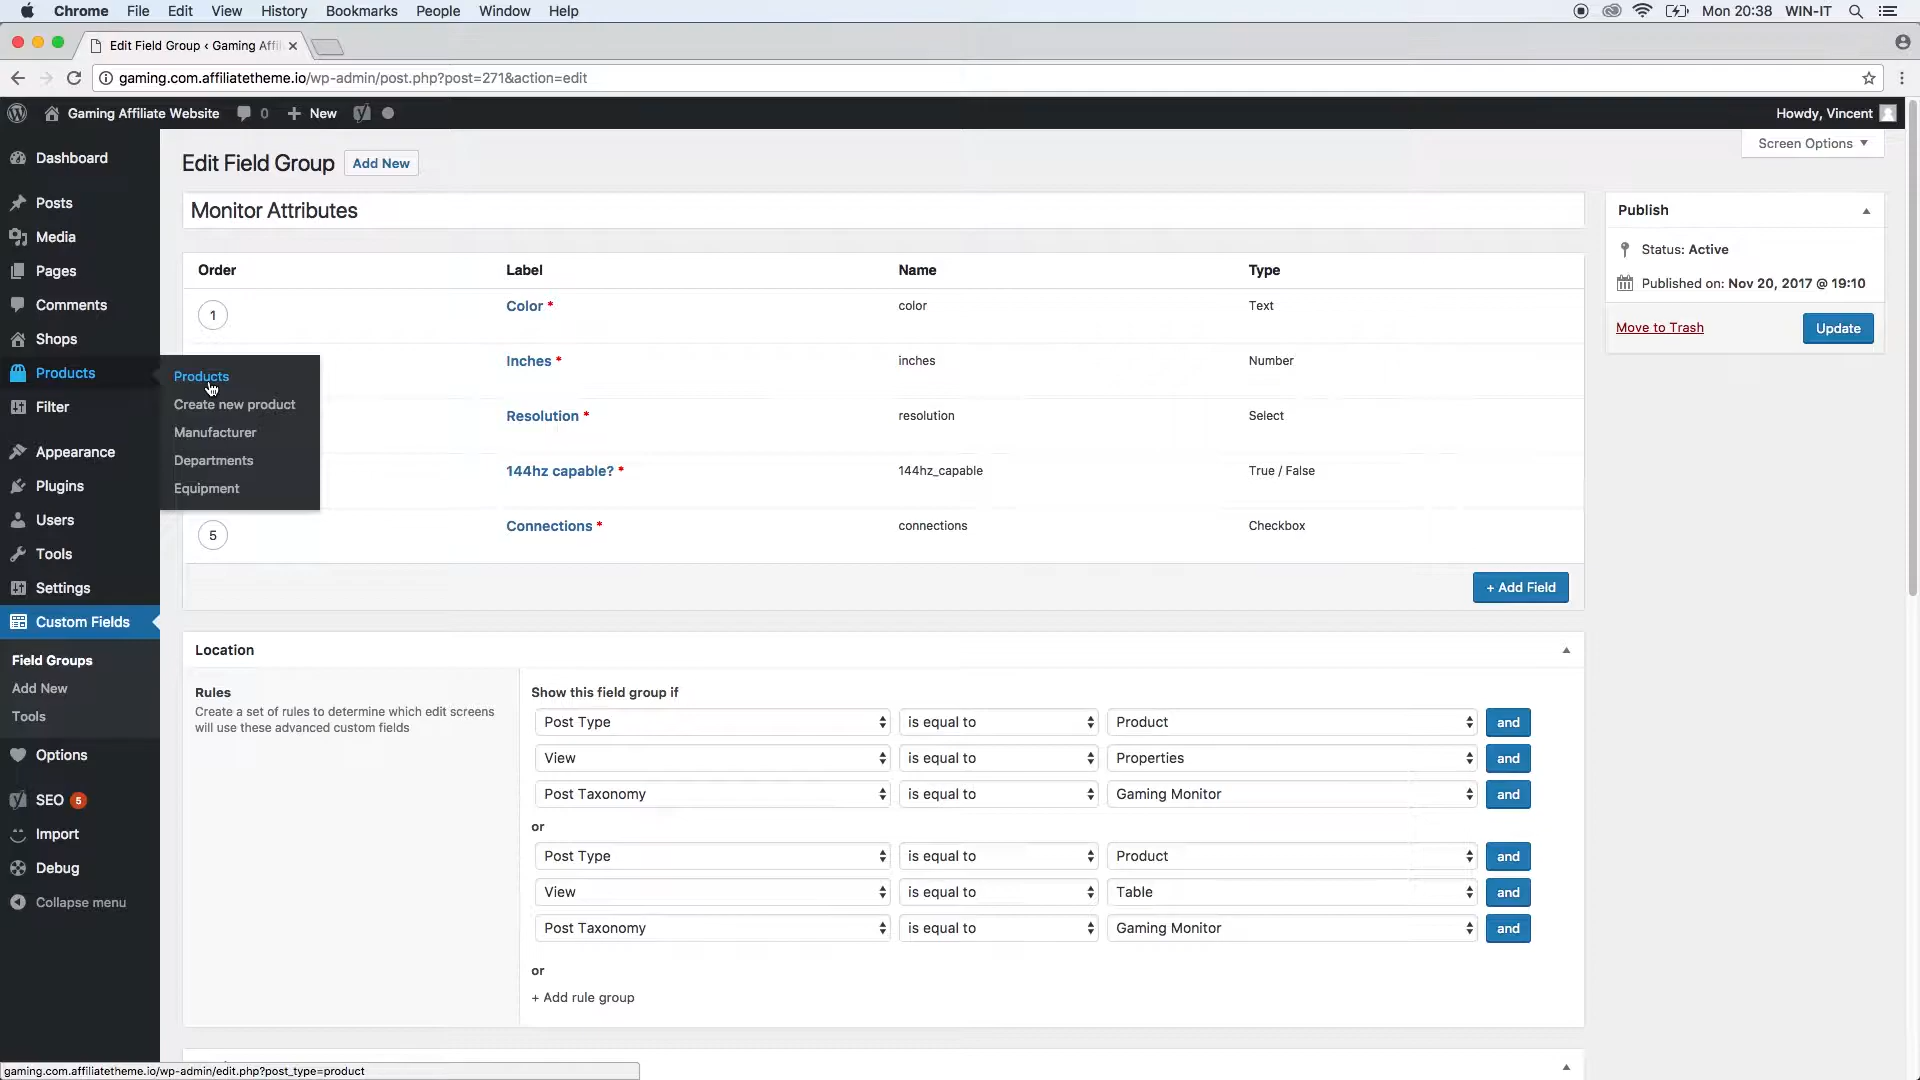 Chrome File Edit View History Bookmarks People Window Help Mon 20:38 WIN-IT
Edit Field Group ‹ Gaming Affi
gaming.com.affiliatetheme.io/wp-admin/post.php?post=271&action=edit
Gaming Affiliate Website 0 New Howdy, Vincent
Screen Options
Dashboard
Posts
Media
Pages
Comments
Shops
Products
Filter
Appearance
Plugins
Users
Tools
Settings
Custom Fields
Field Groups
Add New
Tools
Options
SEO 5
Import
Debug
Collapse menu
Products
Create new product
Manufacturer
Departments
Equipment
Edit Field Group Add New
Monitor Attributes
Order Label Name Type
1 Color * color Text
Inches * inches Number
Resolution * resolution Select
144hz capable? * 144hz_capable True / False
5 Connections * connections Checkbox
+ Add Field
Location
Rules
Create a set of rules to determine which edit screens
will use these advanced custom fields
Show this field group if
Post Type is equal to Product and
View is equal to Properties and
Post Taxonomy is equal to Gaming Monitor and
or
Post Type is equal to Product and
View is equal to Table and
Post Taxonomy is equal to Gaming Monitor and
or
+ Add rule group
Publish
Status: Active
Published on: Nov 20, 2017 @ 19:10
Move to Trash Update
gaming.com.affiliatetheme.io/wp-admin/edit.php?post_type=product